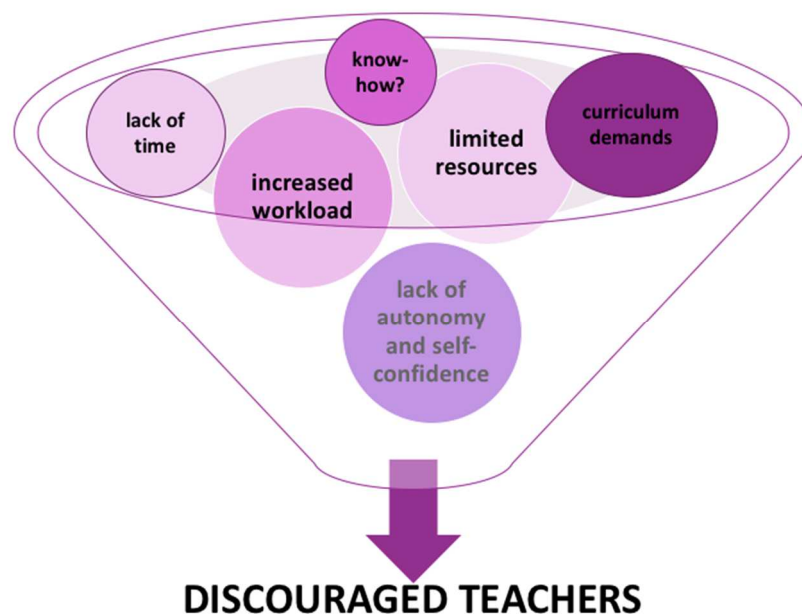 know-
how?
lack of
time
increased
workload
limited
resources
curriculum
demands
lack of
autonomy
and self-
confidence
DISCOURAGED TEACHERS